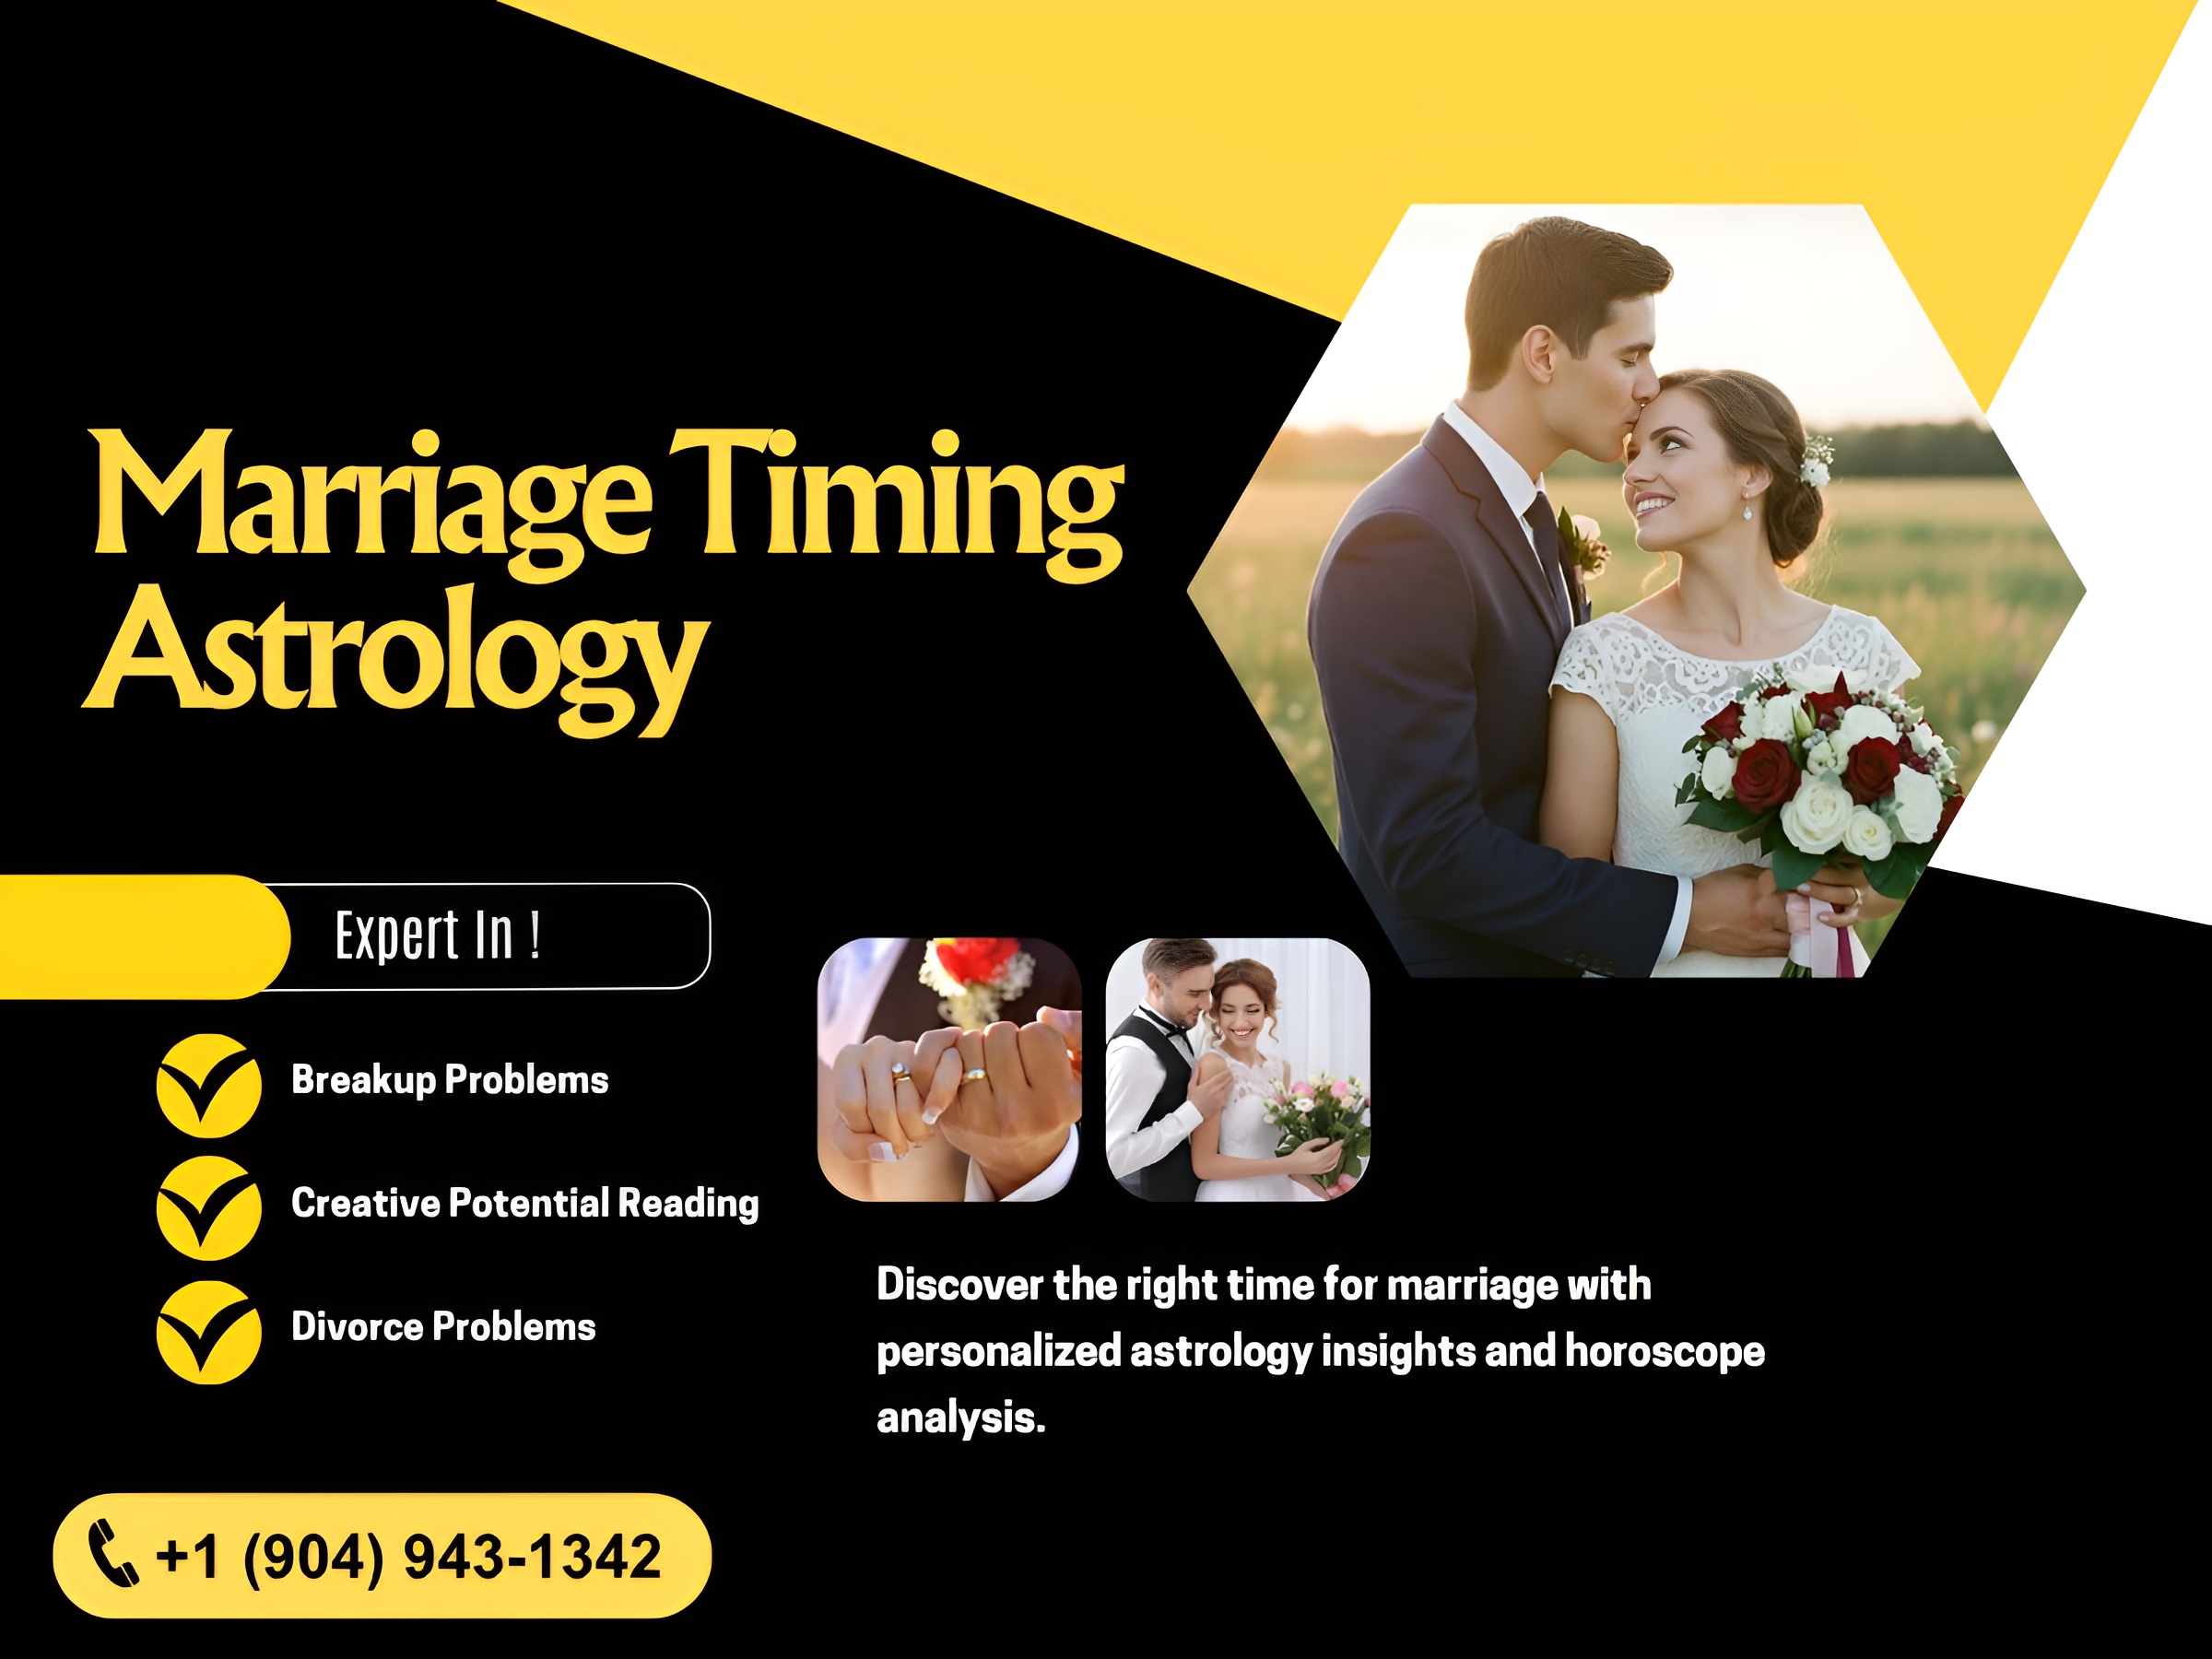 Marriage Timing
Astrology
Expert In !
Breakup Problems
Creative Potential Reading
Divorce Problems
Discover the right time for marriage with
personalized astrology insights and horoscope
analysis.
+1 (904) 943-1342